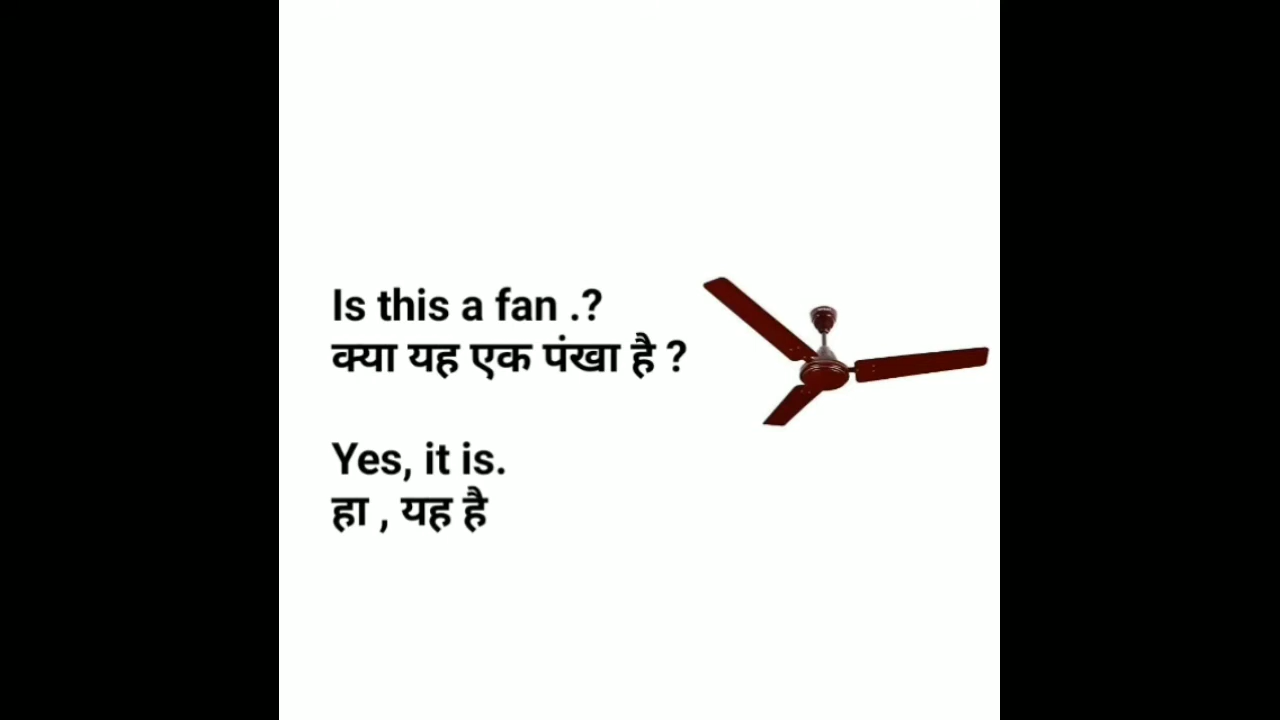 Is this a fan .?
क्या यह एक पंखा है ?
Yes, it is.
हा , यह है